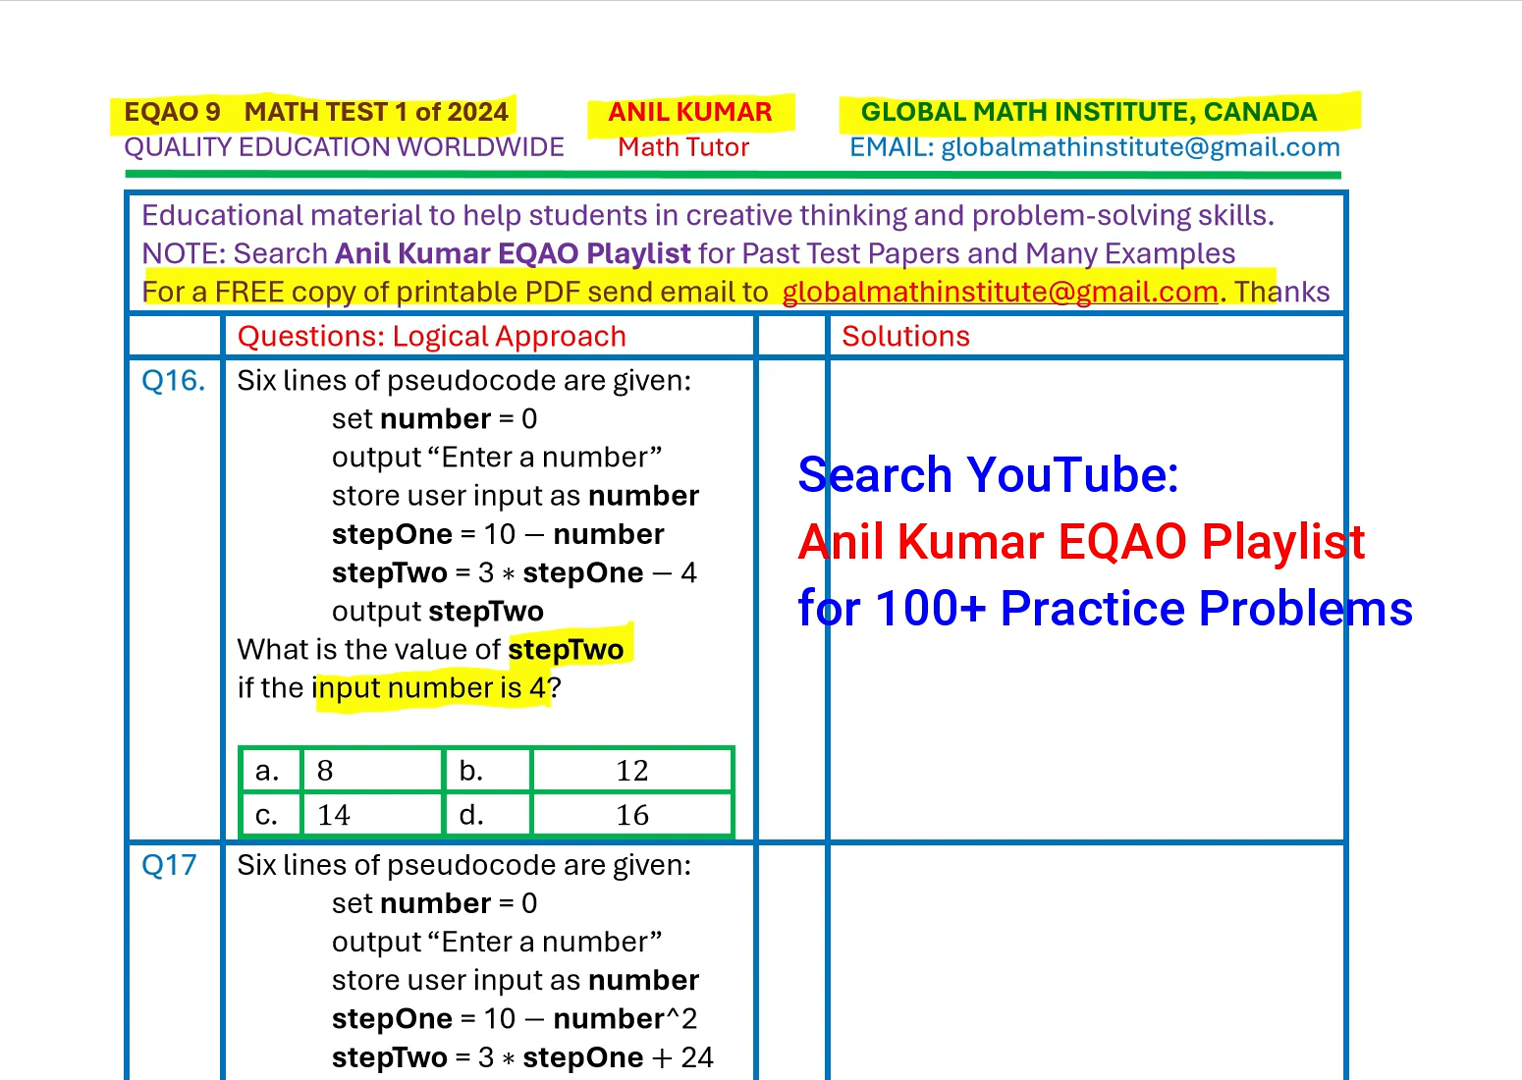 EQAO 9 MATH TEST 1 of 2024 ANIL KUMAR GLOBAL MATH INSTITUTE, CANADA
QUALITY EDUCATION WORLDWIDE Math Tutor EMAIL: globalmathinstitute@gmail.com
Educational material to help students in creative thinking and problem-solving skills.
NOTE: Search Anil Kumar EQAO Playlist for Past Test Papers and Many Examples
For a FREE copy of printable PDF send email to globalmathinstitute@gmail.com. Thanks
Questions: Logical Approach Solutions
Q16. Six lines of pseudocode are given:
set number = 0
output “Enter a number”
store user input as number
stepOne = 10 − number
stepTwo = 3 * stepOne − 4
output stepTwo
What is the value of stepTwo
if the input number is 4?
a. 8 b. 12
c. 14 d. 16
Search YouTube:
Anil Kumar EQAO Playlist
for 100+ Practice Problems
Q17 Six lines of pseudocode are given:
set number = 0
output “Enter a number”
store user input as number
stepOne = 10 − number^2
stepTwo = 3 * stepOne + 24